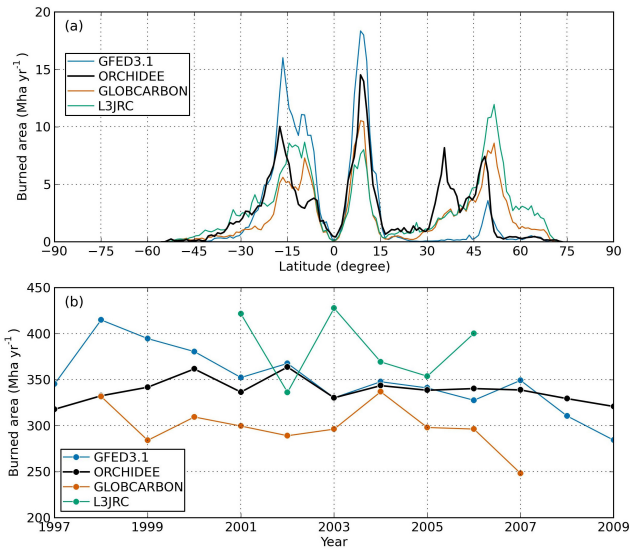 (a)
20
15
10
5
0
Burned area (Mha yr⁻¹)
GFED3.1
ORCHIDEE
GLOBCARBON
L3JRC
−90 −75 −60 −45 −30 −15 0 15 30 45 60 75 90
Latitude (degree)
(b)
450
400
350
300
250
200
Burned area (Mha yr⁻¹)
GFED3.1
ORCHIDEE
GLOBCARBON
L3JRC
1997 1999 2001 2003 2005 2007 2009
Year